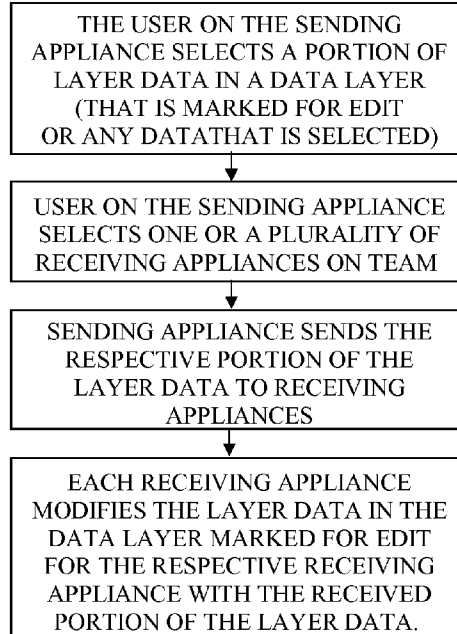 THE USER ON THE SENDING
APPLIANCE SELECTS A PORTION OF
LAYER DATA IN A DATA LAYER
(THAT IS MARKED FOR EDIT
OR ANY DATATHAT IS SELECTED)
USER ON THE SENDING APPLIANCE
SELECTS ONE OR A PLURALITY OF
RECEIVING APPLIANCES ON TEAM
SENDING APPLIANCE SENDS THE
RESPECTIVE PORTION OF THE
LAYER DATA TO RECEIVING
APPLIANCES
EACH RECEIVING APPLIANCE
MODIFIES THE LAYER DATA IN THE
DATA LAYER MARKED FOR EDIT
FOR THE RESPECTIVE RECEIVING
APPLIANCE WITH THE RECEIVED
PORTION OF THE LAYER DATA.